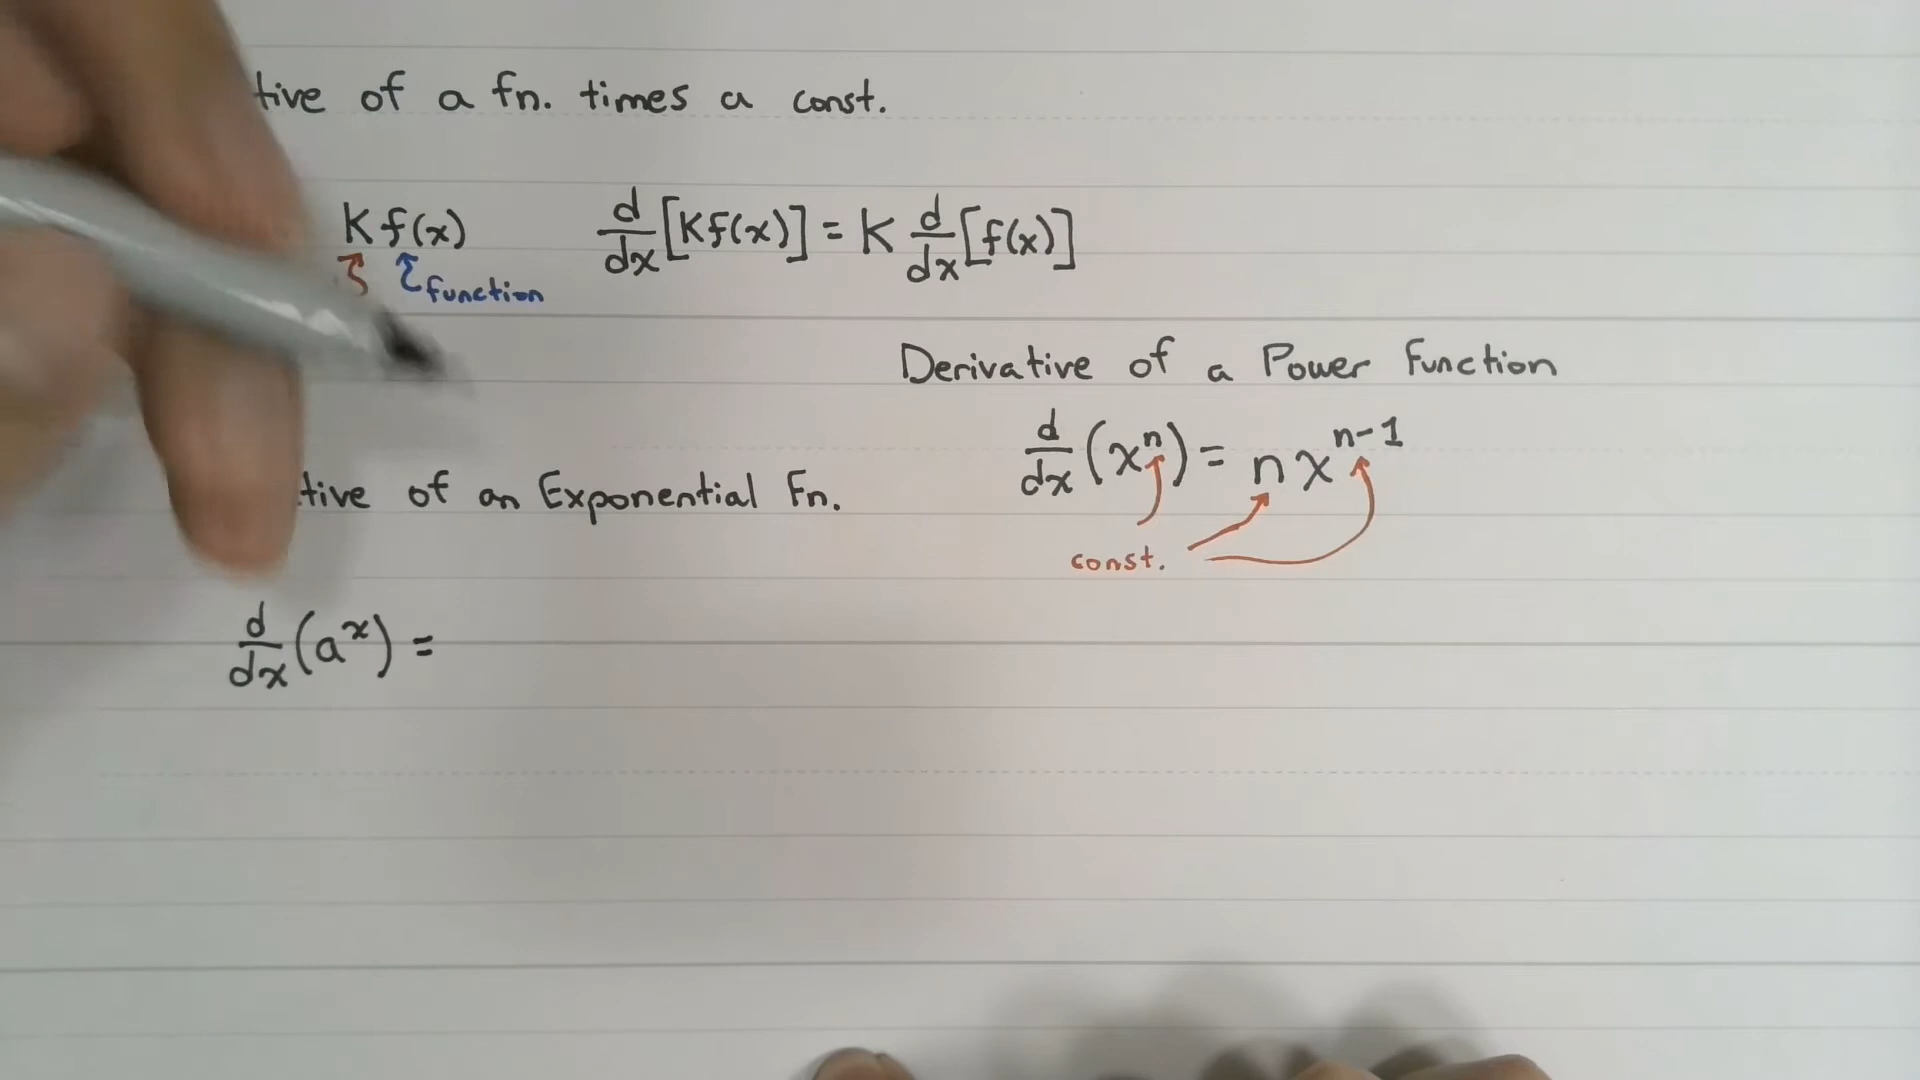 tive of a fn. times a const.
K f(x) d/dx [K f(x)] = K d/dx [f(x)]
function
Derivative of a Power Function
d/dx (x^n) = n x^{n-1}
tive of an Exponential Fn.
const.
d/dx (a^x) =